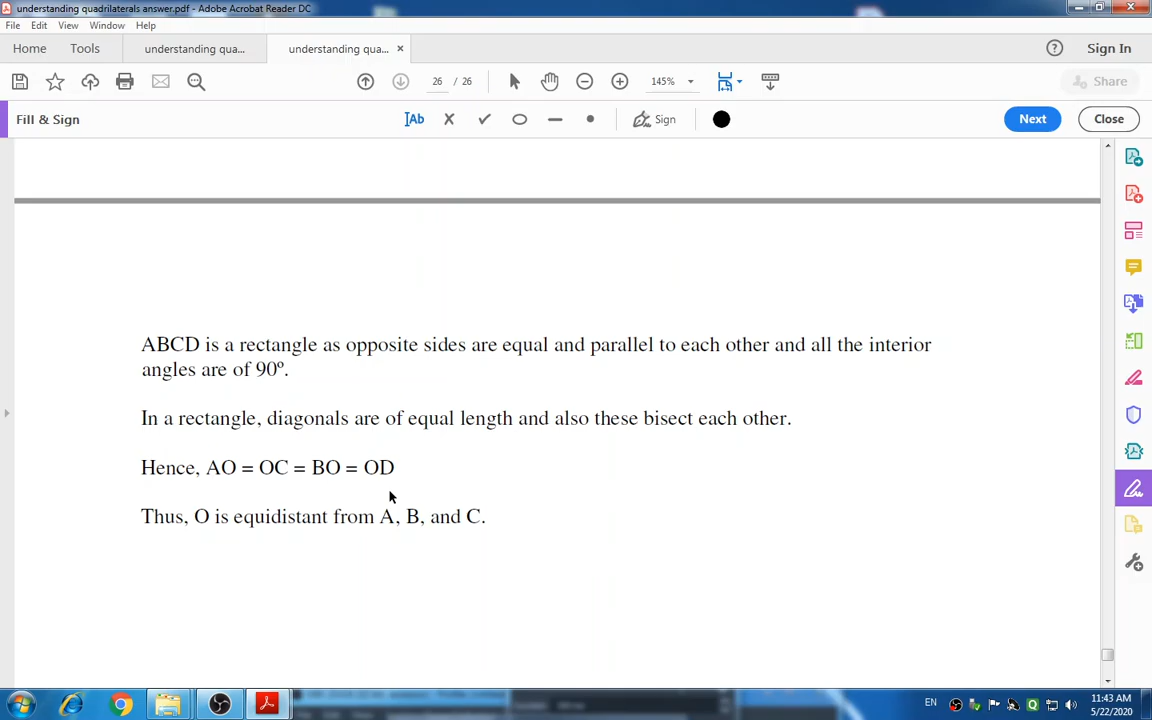 understanding quadrilaterals answer.pdf - Adobe Acrobat Reader DC
File Edit View Window Help
Home Tools understanding qua... understanding qua... ×
26 / 26 145% Share
? Sign In
Fill & Sign Ab Sign Next Close
ABCD is a rectangle as opposite sides are equal and parallel to each other and all the interior
angles are of 90º.
In a rectangle, diagonals are of equal length and also these bisect each other.
Hence, AO = OC = BO = OD
Thus, O is equidistant from A, B, and C.
EN 11:43 AM
5/22/2020